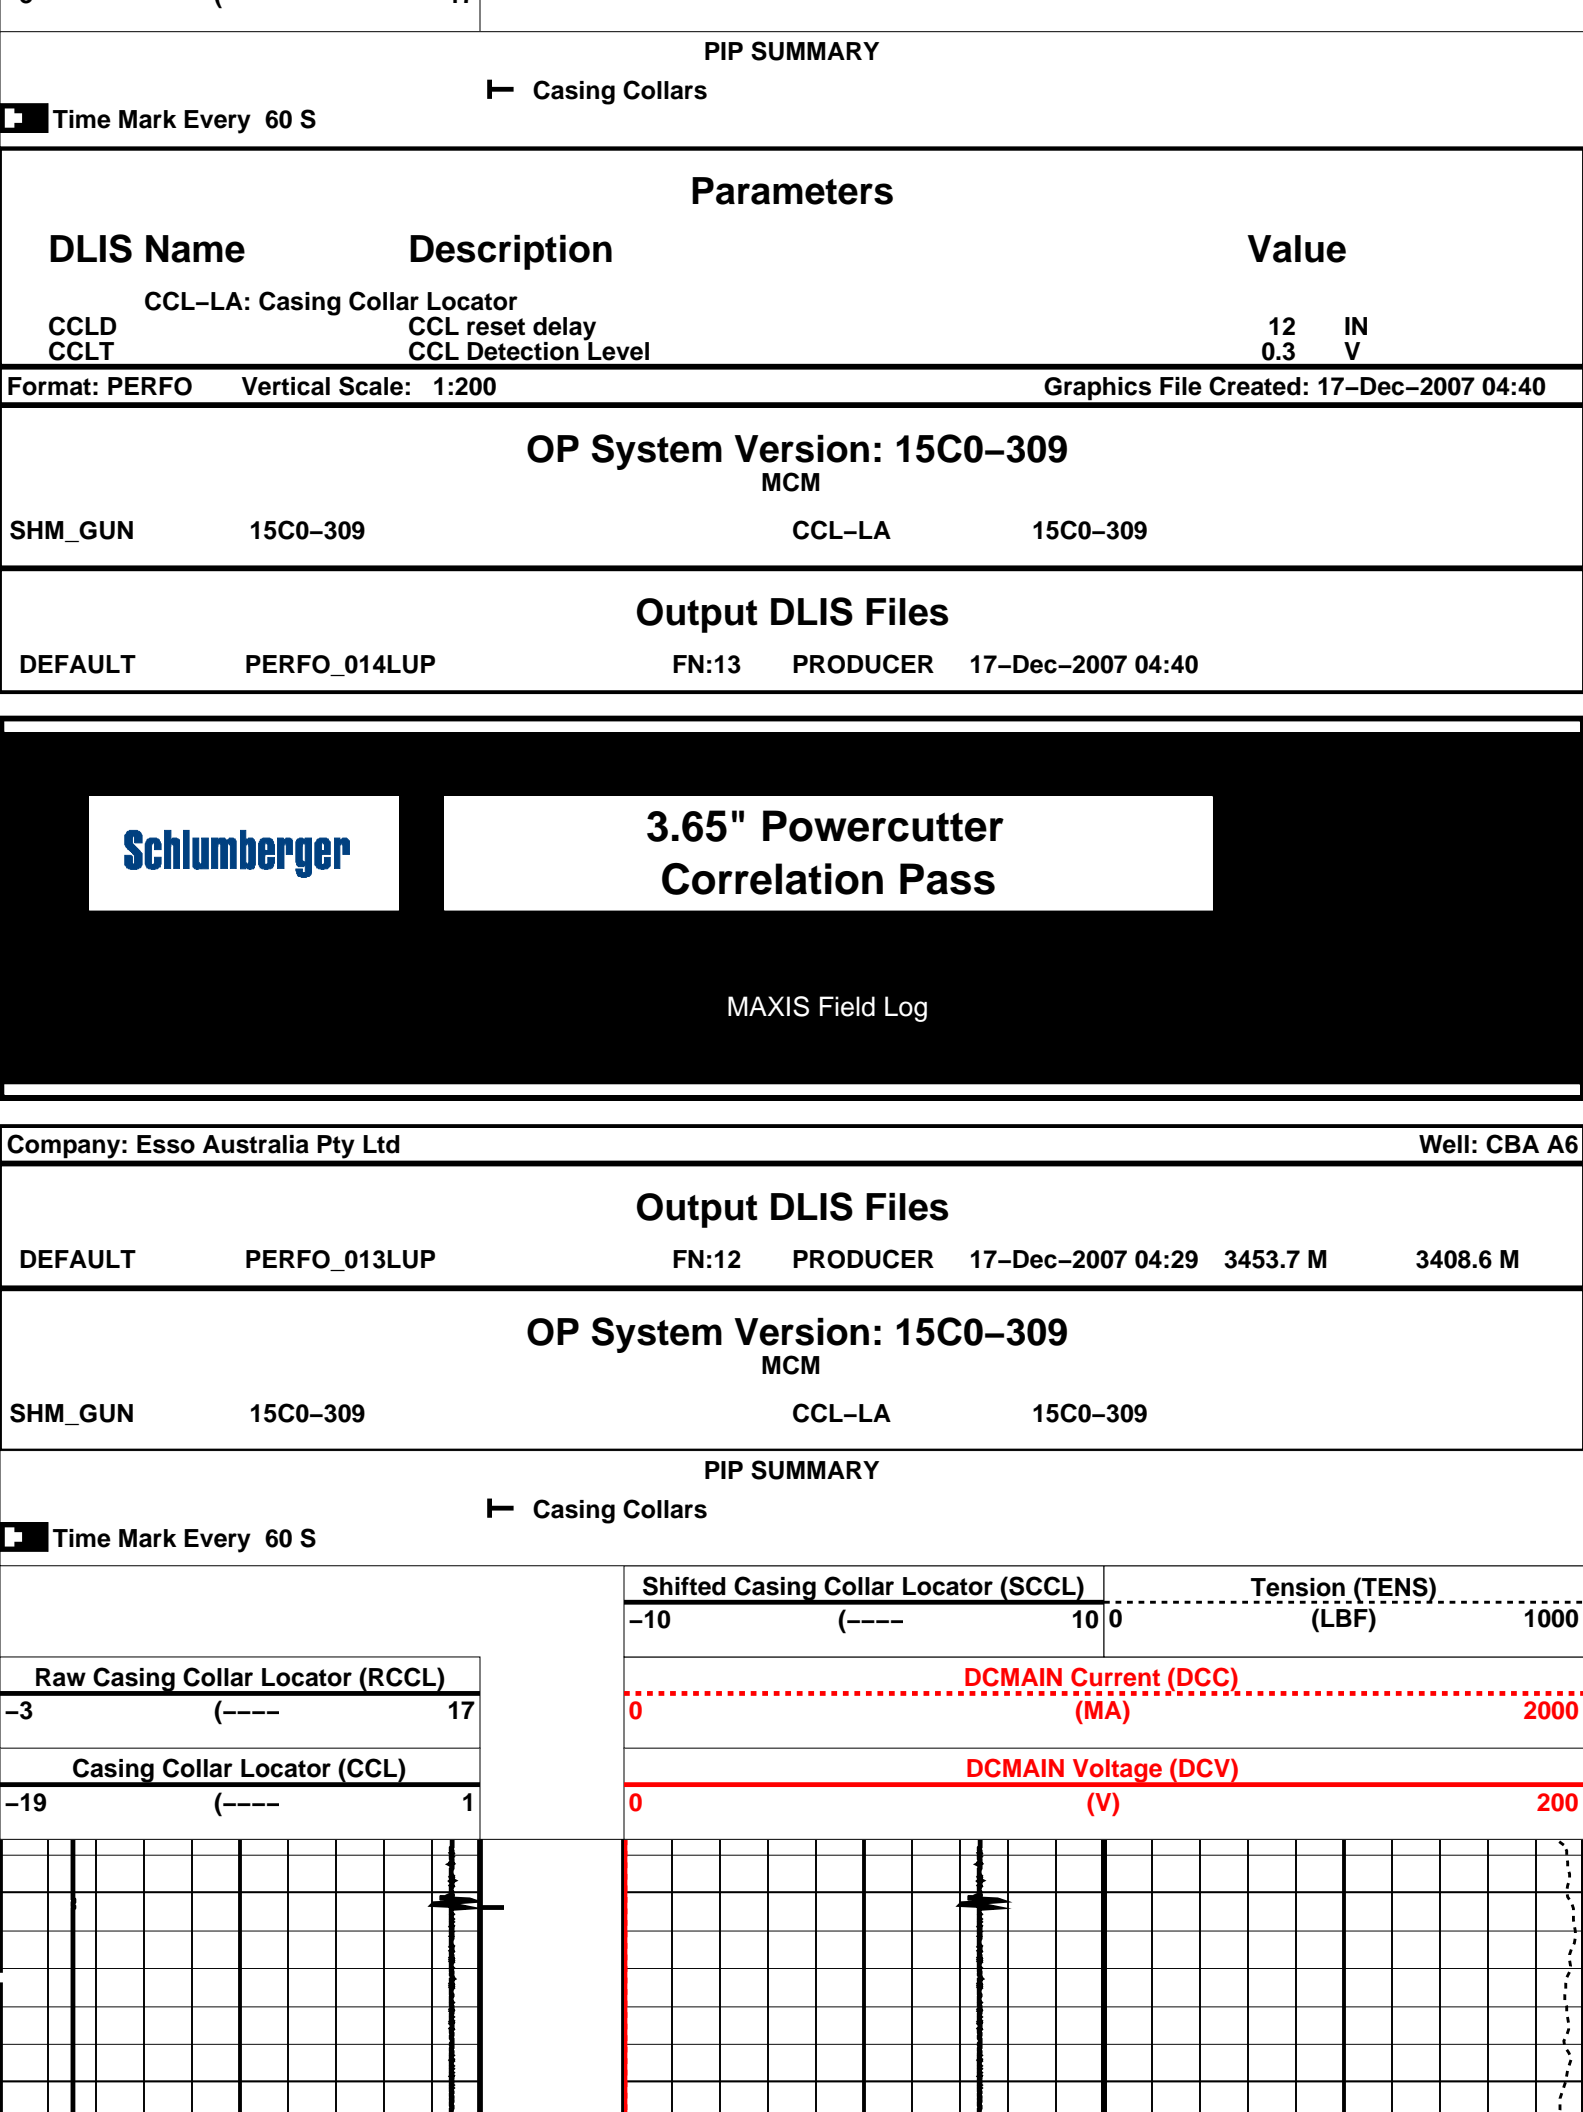 PIP SUMMARY
Casing Collars
Time Mark Every 60 S
Parameters
DLIS Name Description Value
CCL–LA: Casing Collar Locator
CCLD CCL reset delay 12 IN
CCLT CCL Detection Level 0.3 V
Format: PERFO Vertical Scale: 1:200 Graphics File Created: 17–Dec–2007 04:40
OP System Version: 15C0–309
MCM
SHM_GUN 15C0–309 CCL–LA 15C0–309
Output DLIS Files
DEFAULT PERFO_014LUP FN:13 PRODUCER 17–Dec–2007 04:40
Schlumberger
3.65" Powercutter
Correlation Pass
MAXIS Field Log
Company: Esso Australia Pty Ltd Well: CBA A6
Output DLIS Files
DEFAULT PERFO_013LUP FN:12 PRODUCER 17–Dec–2007 04:29 3453.7 M 3408.6 M
OP System Version: 15C0–309
MCM
SHM_GUN 15C0–309 CCL–LA 15C0–309
PIP SUMMARY
Casing Collars
Time Mark Every 60 S
Shifted Casing Collar Locator (SCCL) Tension (TENS)
–10 (–––– 10 0 (LBF) 1000
Raw Casing Collar Locator (RCCL) DCMAIN Current (DCC)
–3 (–––– 17 0 (MA) 2000
Casing Collar Locator (CCL) DCMAIN Voltage (DCV)
–19 (–––– 1 0 (V) 200